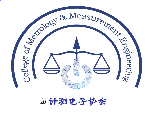 College of Metrology & Measurement Engineering
计测电子协会